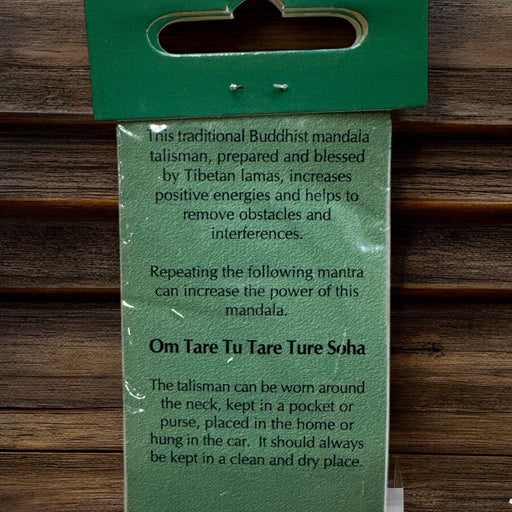 This traditional Buddhist mandala
talisman, prepared and blessed
by Tibetan lamas, increases
positive energies and helps to
remove obstacles and
interferences.
Repeating the following mantra
can increase the power of this
mandala.
Om Tare Tu Tare Ture Soha
The talisman can be worn around
the neck, kept in a pocket or
purse, placed in the home or
hung in the car. It should always
be kept in a clean and dry place.